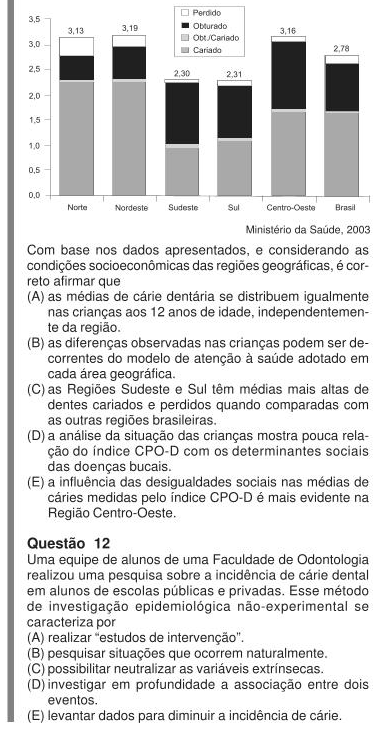 Perdido
Obturado
Obt./Cariado
Cariado
3,5
3,0
2,5
2,0
1,5
1,0
0,5
0,0
3,13
3,19
2,30
2,31
3,16
2,78
Norte
Nordeste
Sudeste
Sul
Centro-Oeste
Brasil
Ministério da Saúde, 2003
Com base nos dados apresentados, e considerando as
condições socioeconômicas das regiões geográficas, é cor-
reto afirmar que
(A) as médias de cárie dentária se distribuem igualmente
nas crianças aos 12 anos de idade, independentemen-
te da região.
(B) as diferenças observadas nas crianças podem ser de-
correntes do modelo de atenção à saúde adotado em
cada área geográfica.
(C) as Regiões Sudeste e Sul têm médias mais altas de
dentes cariados e perdidos quando comparadas com
as outras regiões brasileiras.
(D) a análise da situação das crianças mostra pouca rela-
ção do índice CPO-D com os determinantes sociais
das doenças bucais.
(E) a influência das desigualdades sociais nas médias de
cáries medidas pelo índice CPO-D é mais evidente na
Região Centro-Oeste.
Questão 12
Uma equipe de alunos de uma Faculdade de Odontologia
realizou uma pesquisa sobre a incidência de cárie dental
em alunos de escolas públicas e privadas. Esse método
de investigação epidemiológica não-experimental se
caracteriza por
(A) realizar “estudos de intervenção”.
(B) pesquisar situações que ocorrem naturalmente.
(C) possibilitar neutralizar as variáveis extrínsecas.
(D) investigar em profundidade a associação entre dois
eventos.
(E) levantar dados para diminuir a incidência de cárie.